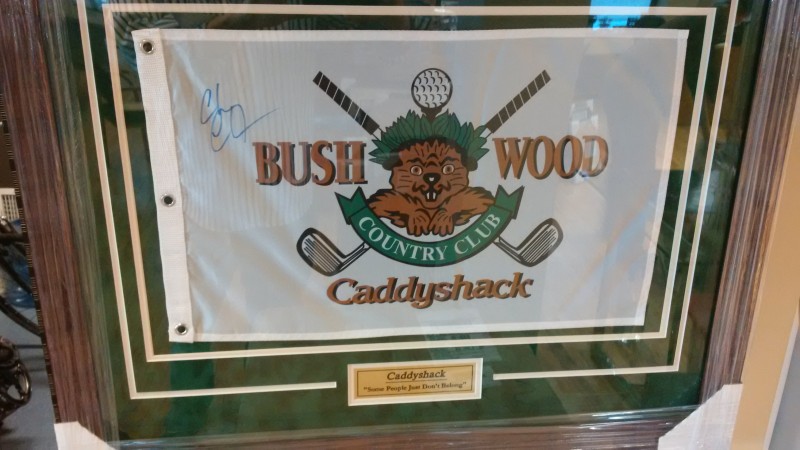 BUSH WOOD
COUNTRY CLUB
Caddyshack
Caddyshack
"Some People Just Don't Belong"